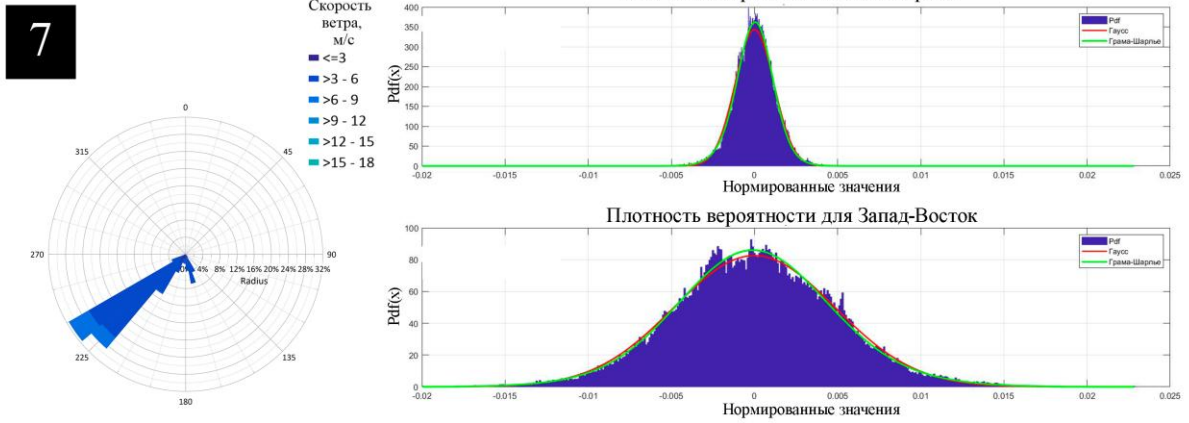 7
Скорость
ветра,
м/с
<=3
>3 - 6
>6 - 9
>9 - 12
>12 - 15
>15 - 18
0
45
90
135
180
225
270
315
4% 8% 12% 16% 20% 24% 28% 32%
Radius
Pdf(x)
400
350
300
250
200
150
100
50
0
-0.02 -0.015 -0.01 -0.005 0 0.005 0.01 0.015 0.02 0.025
Нормированные значения
Pdf
Гаусс
Грама-Шарлье
Плотность вероятности для Запад-Восток
Pdf(x)
100
80
60
40
20
0
-0.02 -0.015 -0.01 -0.005 0 0.005 0.01 0.015 0.02 0.025
Нормированные значения
Pdf
Гаусс
Грама-Шарлье